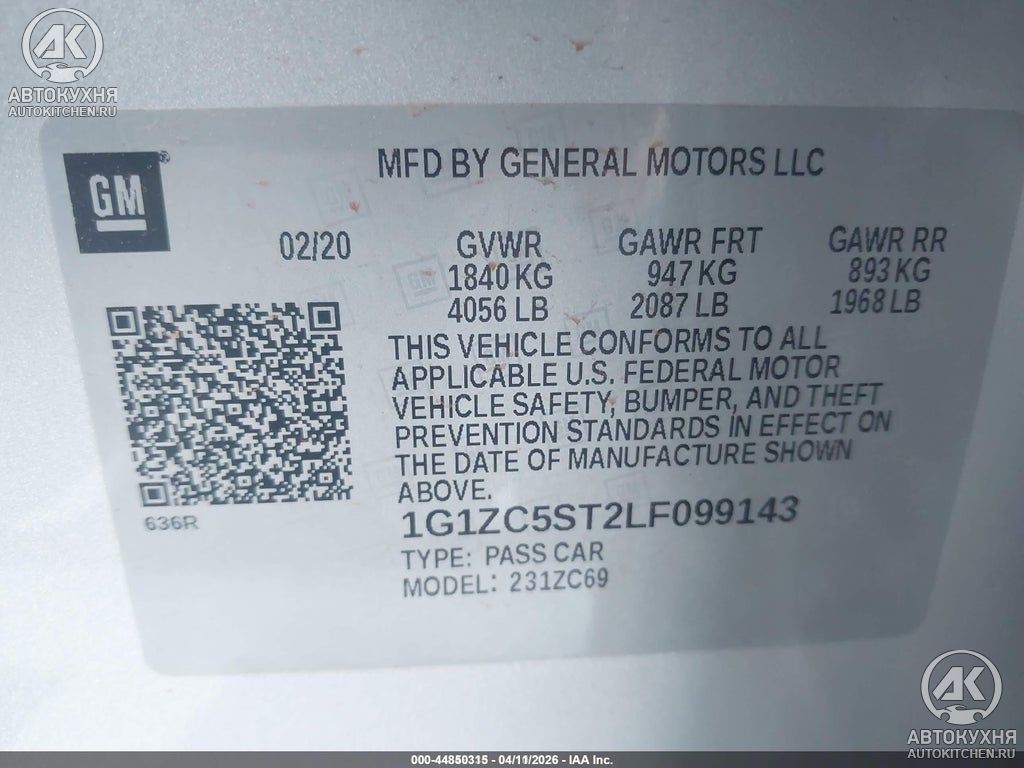 АВТОКУХНЯ
AUTOKITCHEN.RU
GM
MFD BY GENERAL MOTORS LLC
02/20 GVWR GAWR FRT GAWR RR
1840 KG 947 KG 893 KG
4056 LB 2087 LB 1968 LB
THIS VEHICLE CONFORMS TO ALL
APPLICABLE U.S. FEDERAL MOTOR
VEHICLE SAFETY, BUMPER, AND THEFT
PREVENTION STANDARDS IN EFFECT ON
THE DATE OF MANUFACTURE SHOWN
ABOVE.
636R
1G1ZC5ST2LF099143
TYPE: PASS CAR
MODEL: 231ZC69
АВТОКУХНЯ
AUTOKITCHEN.RU
000-44850315 - 04/11/2026 - IAA Inc.